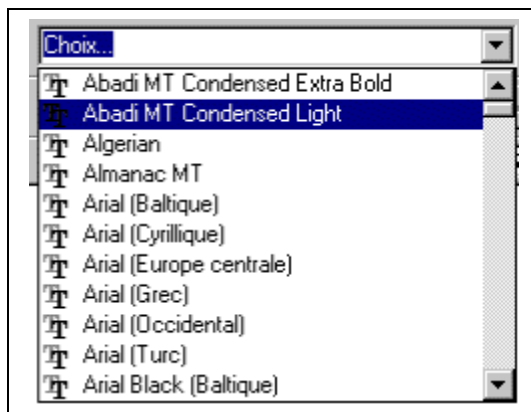 Choix...
Abadi MT Condensed Extra Bold
Abadi MT Condensed Light
Algerian
Almanac MT
Arial (Baltique)
Arial (Cyrillique)
Arial (Europe centrale)
Arial (Grec)
Arial (Occidental)
Arial (Turc)
Arial Black (Baltique)